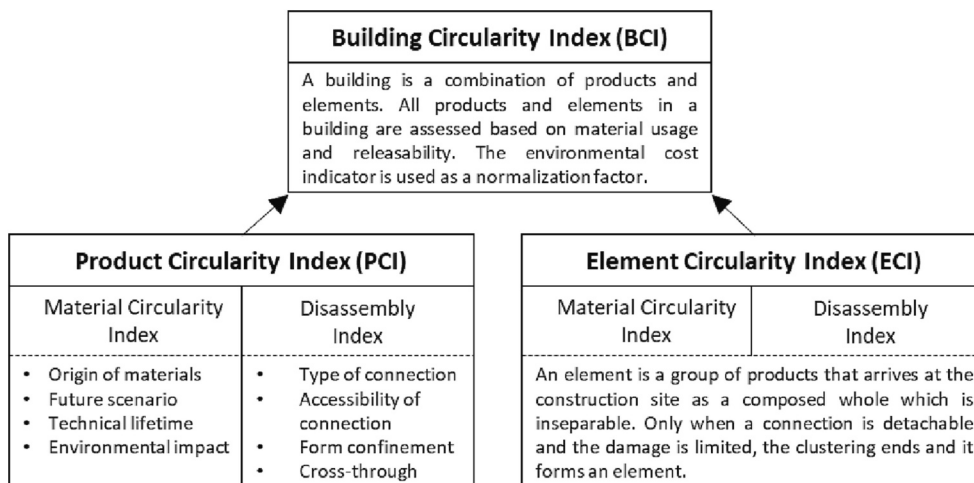 Building Circularity Index (BCI)
A building is a combination of products and
elements. All products and elements in a
building are assessed based on material usage
and releasability. The environmental cost
indicator is used as a normalization factor.
Product Circularity Index (PCI)
Material Circularity
Index
Disassembly
Index
• Origin of materials
• Future scenario
• Technical lifetime
• Environmental impact
• Type of connection
• Accessibility of
connection
• Form confinement
• Cross-through
Element Circularity Index (ECI)
Material Circularity
Index
Disassembly
Index
An element is a group of products that arrives at the
construction site as a composed whole which is
inseparable. Only when a connection is detachable
and the damage is limited, the clustering ends and it
forms an element.